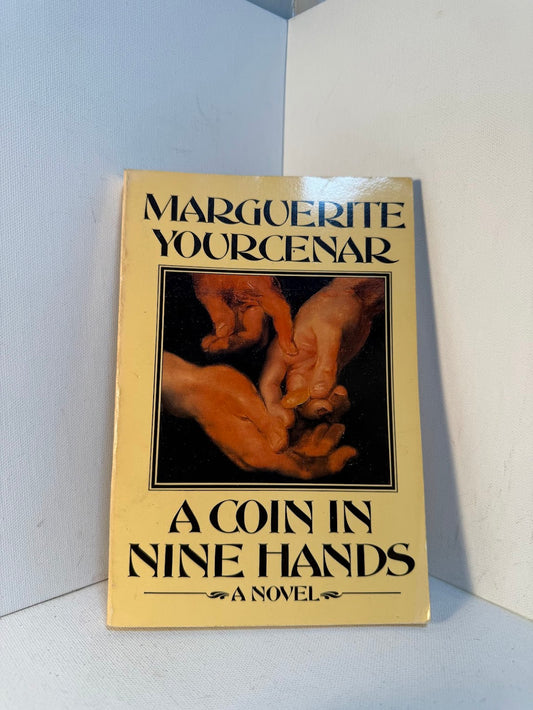 MARGUERITE
YOURCENAR
A COIN IN
NINE HANDS
A NOVEL